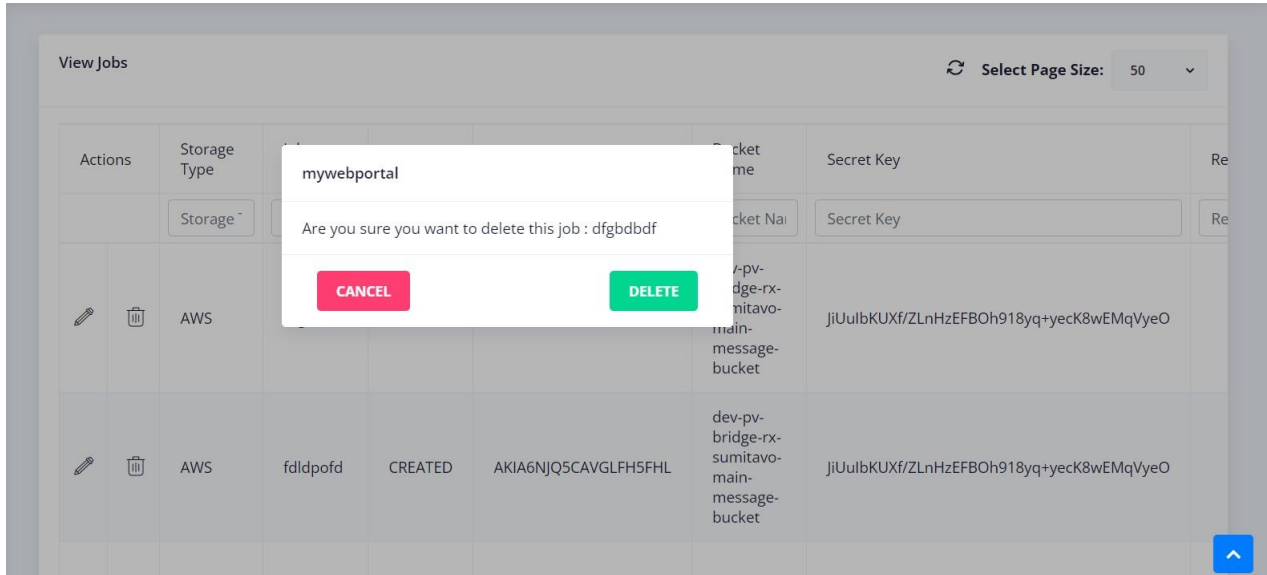 View Jobs
Select Page Size: 50
Actions
Storage
Type
Secret Key
Storage
Secret Key
mywebportal
Are you sure you want to delete this job : dfgbdbdf
CANCEL
DELETE
AWS
main-
message-
bucket
JiUuIbKUXf/ZLnHzEFBOh918yq+yecK8wEMqVyeO
AWS
fdldpofd
CREATED
AKIA6NJQ5CAVGLFH5FHL
dev-pv-
bridge-rx-
sumitavo-
main-
message-
bucket
JiUuIbKUXf/ZLnHzEFBOh918yq+yecK8wEMqVyeO